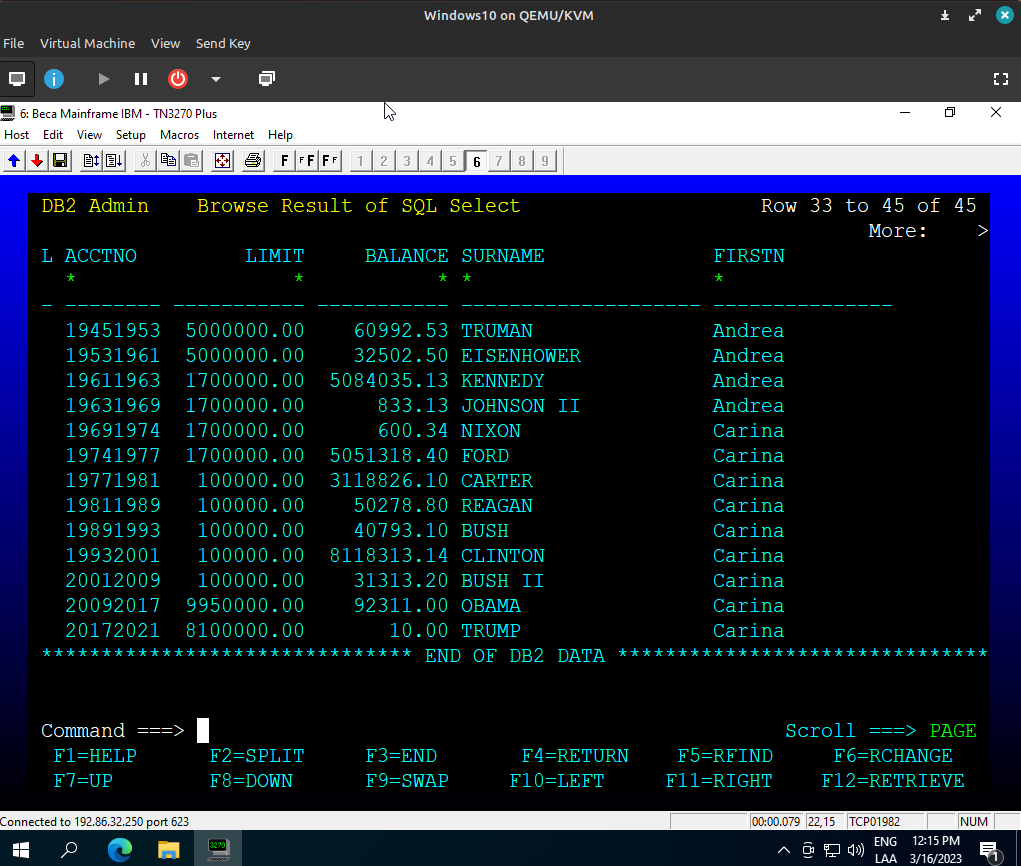 Windows10 on QEMU/KVM
File Virtual Machine View Send Key
6: Beca Mainframe IBM - TN3270 Plus
Host Edit View Setup Macros Internet Help
F FF FF 1 2 3 4 5 6 7 8 9
DB2 Admin Browse Result of SQL Select Row 33 to 45 of 45
More: >
L ACCTNO LIMIT BALANCE SURNAME FIRSTN
* * * * *
- -------- ----------- ----------- -------------------- ---------------
19451953 5000000.00 60992.53 TRUMAN Andrea
19531961 5000000.00 32502.50 EISENHOWER Andrea
19611963 1700000.00 5084035.13 KENNEDY Andrea
19631969 1700000.00 833.13 JOHNSON II Andrea
19691974 1700000.00 600.34 NIXON Carina
19741977 1700000.00 5051318.40 FORD Carina
19771981 100000.00 3118826.10 CARTER Carina
19811989 100000.00 50278.80 REAGAN Carina
19891993 100000.00 40793.10 BUSH Carina
19932001 100000.00 8118313.14 CLINTON Carina
20012009 100000.00 31313.20 BUSH II Carina
20092017 9950000.00 92311.00 OBAMA Carina
20172021 8100000.00 10.00 TRUMP Carina
******************************* END OF DB2 DATA *******************************
Command ===> Scroll ===> PAGE
F1=HELP F2=SPLIT F3=END F4=RETURN F5=RFIND F6=RCHANGE
F7=UP F8=DOWN F9=SWAP F10=LEFT F11=RIGHT F12=RETRIEVE
Connected to 192.86.32.250 port 623 00:00.079 22,15 TCP01982 NUM
3270 ENG 12:15 PM
LAA 3/16/2023 1